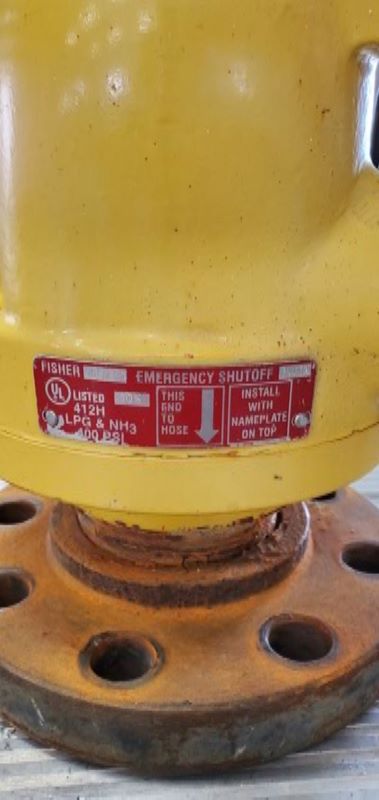 FISHER EMERGENCY SHUTOFF
UL LISTED
412H
LPG & NH3
400 PSI
THIS
END
TO
HOSE
INSTALL
WITH
NAMEPLATE
ON TOP